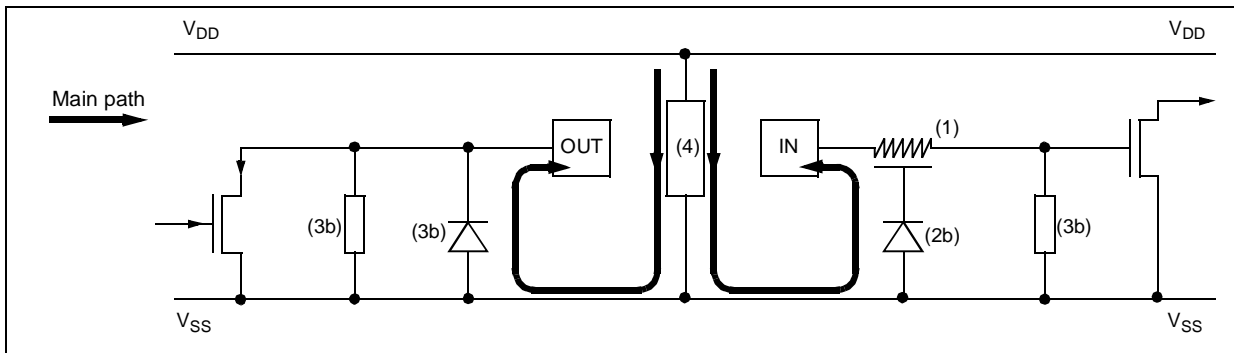 VDD
VDD
Main path
OUT
(4)
IN
(1)
(3b)
(3b)
(2b)
(3b)
VSS
VSS